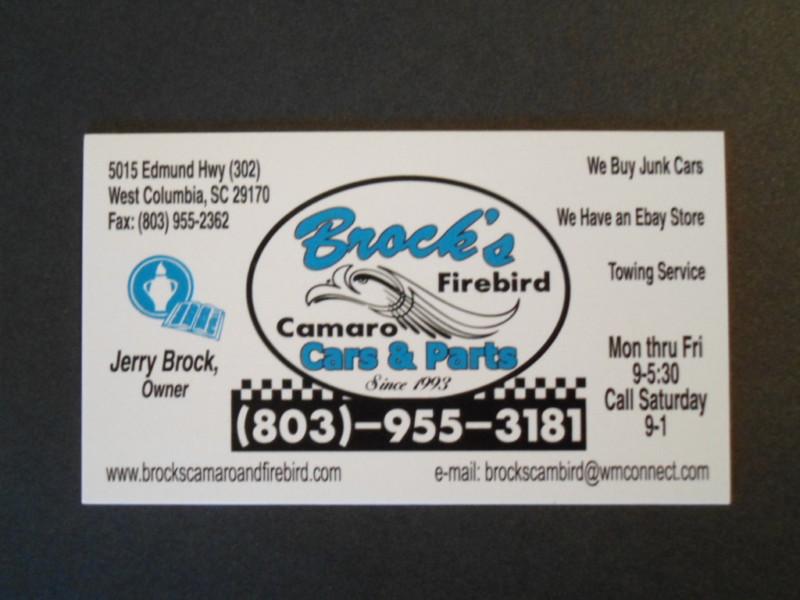 5015 Edmund Hwy (302)
West Columbia, SC 29170
Fax: (803) 955-2362
We Buy Junk Cars
We Have an Ebay Store
Towing Service
Brock's
Firebird
Camaro
Cars & Parts
Since 1993
(803)-955-3181
Jerry Brock,
Owner
Mon thru Fri
9-5:30
Call Saturday
9-1
www.brockscamaroandfirebird.com
e-mail: brockscambird@wmconnect.com